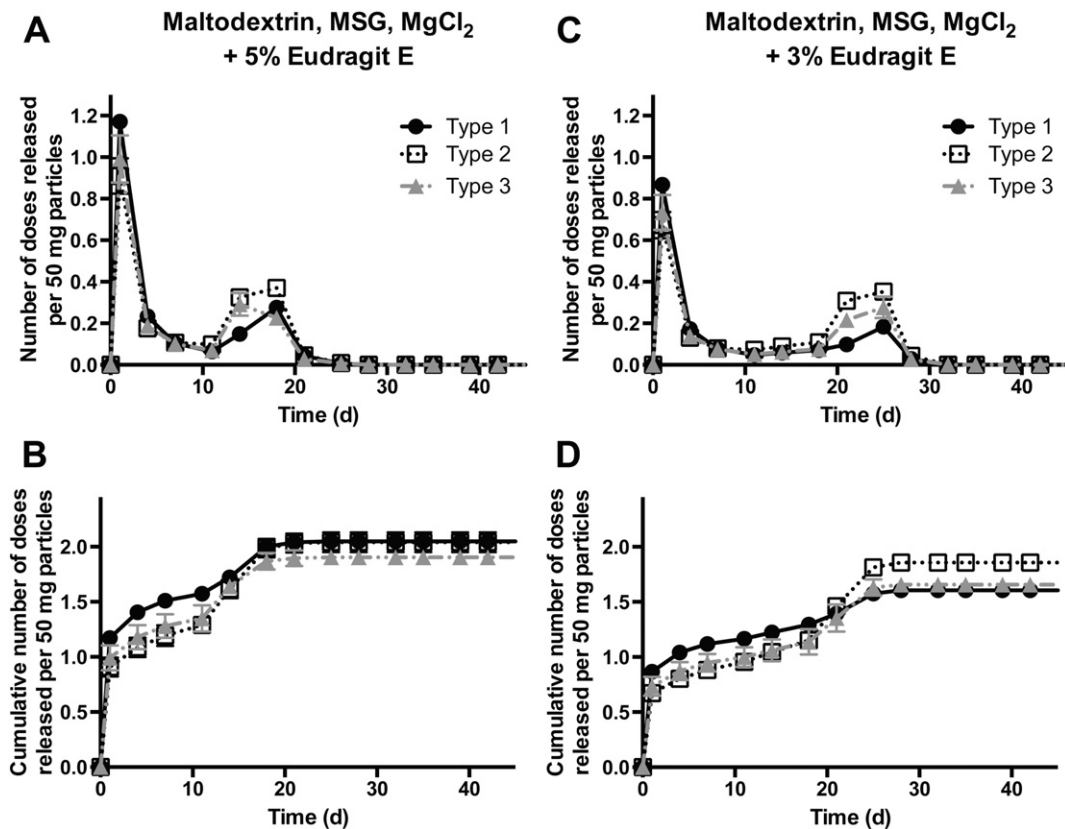 A
Maltodextrin, MSG, MgCl₂
+ 5% Eudragit E
Number of doses released
per 50 mg particles
1.2
1.0
0.8
0.6
0.4
0.2
0.0
0
10
20
30
40
Time (d)
Type 1
Type 2
Type 3
B
Cumulative number of doses
released per 50 mg particles
2.0
1.5
1.0
0.5
0.0
0
10
20
30
40
Time (d)
C
Maltodextrin, MSG, MgCl₂
+ 3% Eudragit E
Number of doses released
per 50 mg particles
1.2
1.0
0.8
0.6
0.4
0.2
0.0
0
10
20
30
40
Time (d)
Type 1
Type 2
Type 3
D
Cumulative number of doses
released per 50 mg particles
2.0
1.5
1.0
0.5
0.0
0
10
20
30
40
Time (d)